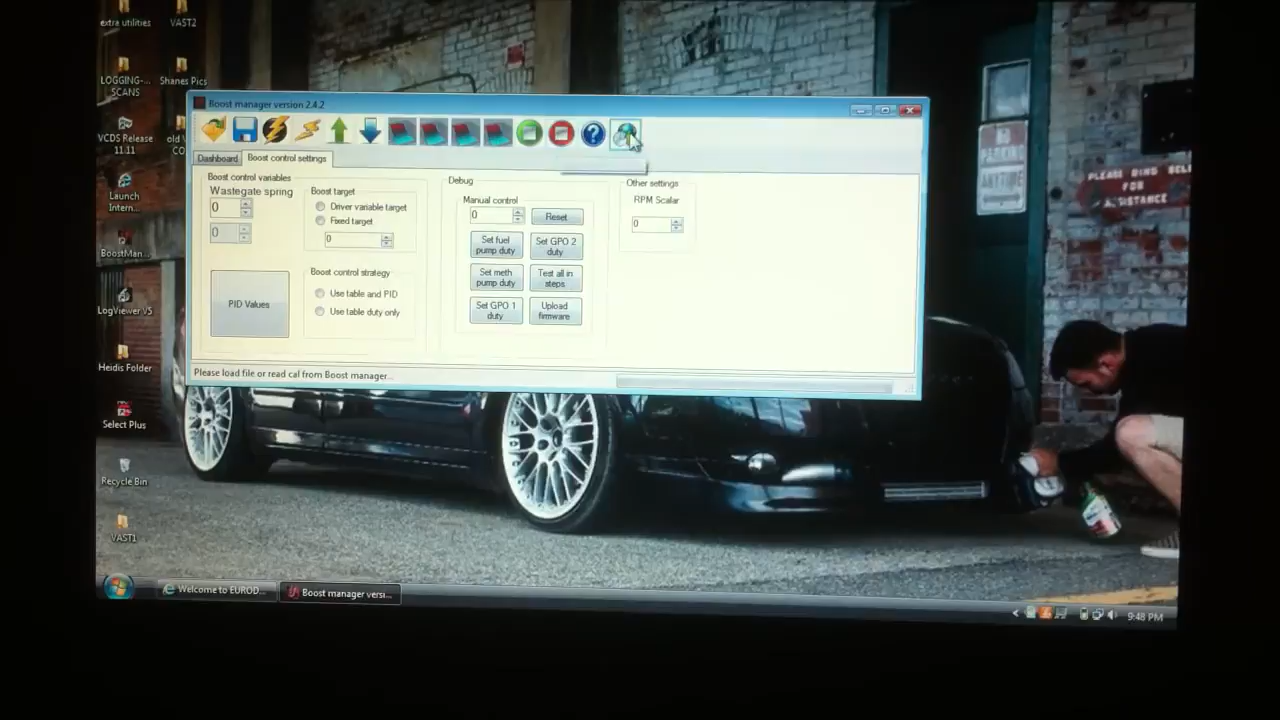 extra utilities
VAST2
LOGGING-...
SCANS
Shanes Pics
VCDS Release
11.11
Launch
Intern...
BoostMan...
LogViewer V5
Heidis Folder
Select Plus
Recycle Bin
VAST1
Boost manager version 2.4.2
Dashboard
Boost control settings
Boost control variables
Wastegate spring
0
0
Boost target
Driver variable target
Fixed target
0
PID Values
Boost control strategy
Use table and PID
Use table duty only
Debug
Manual control
0
Reset
Set fuel
pump duty
Set GPO 2
duty
Set meth
pump duty
Test all in
steps
Set GPO 1
duty
Upload
firmware
Other settings
RPM Scalar
0
Please load file or read cal from Boost manager...
NO
PARKING
ANYTIME
PLEASE RING BELL
FOR
ASSISTANCE
Welcome to EUROD...
Boost manager versi...
9:48 PM